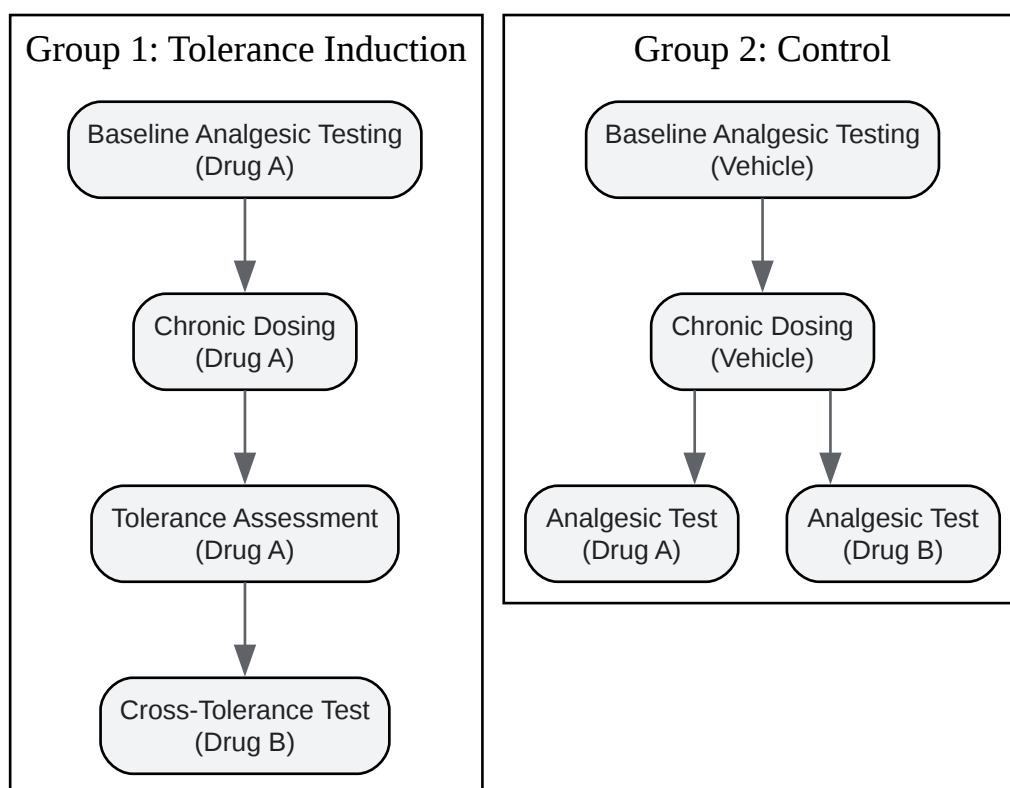 Group 1: Tolerance Induction
Baseline Analgesic Testing
(Drug A)
Chronic Dosing
(Drug A)
Tolerance Assessment
(Drug A)
Cross-Tolerance Test
(Drug B)
Group 2: Control
Baseline Analgesic Testing
(Vehicle)
Chronic Dosing
(Vehicle)
Analgesic Test
(Drug A)
Analgesic Test
(Drug B)